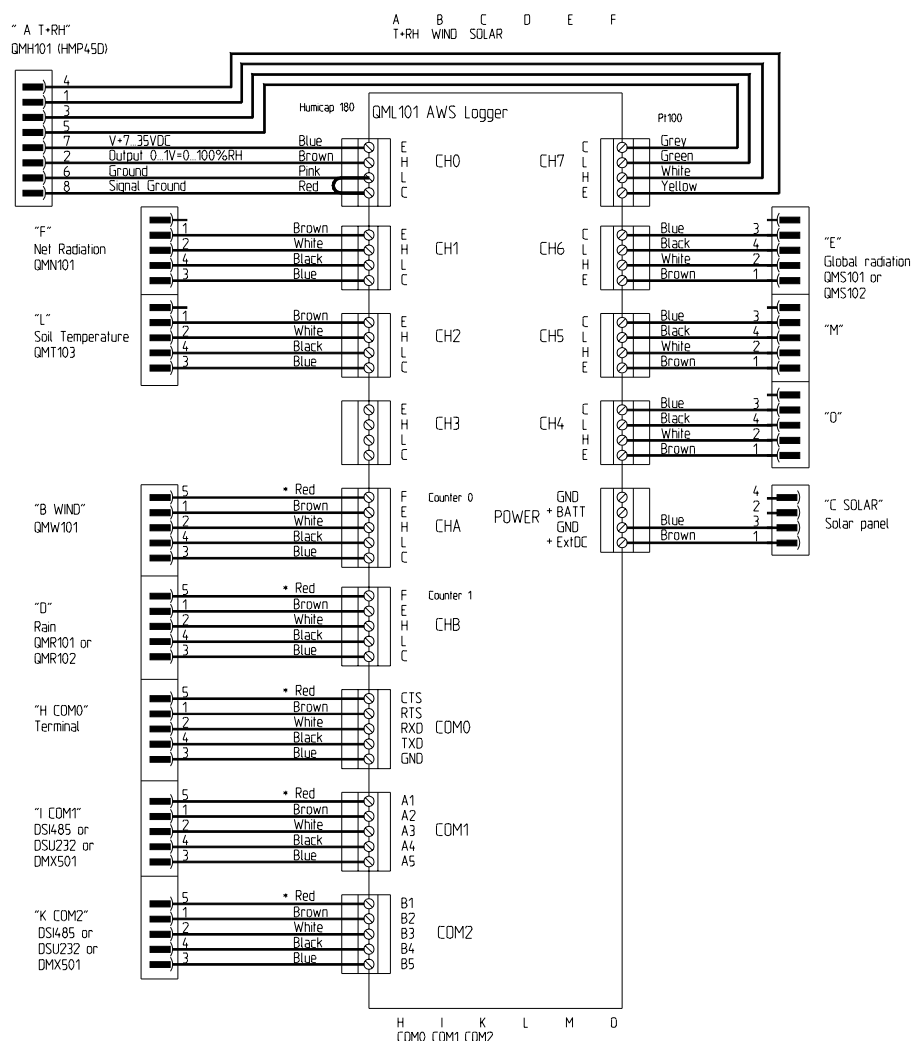 A B C D E F
T+RH WIND SOLAR
" A T+RH"
QMH101 (HMP45D)
4
1
3
5
7 V+7...35VDC Blue
2 Output 0...1V=0...100%RH Brown
6 Ground Pink
8 Signal Ground Red
Humicap 180
QML101 AWS Logger
Pt100
E
H CH0
L
C
C Grey
CH7 L Green
H White
E Yellow
"F"
Net Radiation
QMN101
1 Brown E
2 White H CH1
4 Black L
3 Blue C
C Blue 3
CH6 L Black 4
H White 2
E Brown 1
"E"
Global radiation
QMS101 or
QMS102
"L"
Soil Temperature
QMT103
1 Brown E
2 White H CH2
4 Black L
3 Blue C
C Blue 3
CH5 L Black 4
H White 2
E Brown 1
"M"
E
H CH3
L
C
C Blue 3
CH4 L Black 4
H White 2
E Brown 1
"O"
"B WIND"
QMW101
5 * Red F Counter 0
1 Brown E
2 White H CHA
4 Black L
3 Blue C
POWER
GND 4
+ BATT 2
GND Blue 3
+ ExtDC Brown 1
"C SOLAR"
Solar panel
"D"
Rain
QMR101 or
QMR102
5 * Red F Counter 1
1 Brown E
2 White H CHB
4 Black L
3 Blue C
"H COM0"
Terminal
5 * Red CTS
1 Brown RTS
2 White RXD COM0
4 Black TXD
3 Blue GND
"I COM1"
DSI485 or
DSU232 or
DMX501
5 * Red A1
1 Brown A2
2 White A3 COM1
4 Black A4
3 Blue A5
"K COM2"
DSI485 or
DSU232 or
DMX501
5 * Red B1
1 Brown B2
2 White B3 COM2
4 Black B4
3 Blue B5
H I K L M O
COM0 COM1 COM2